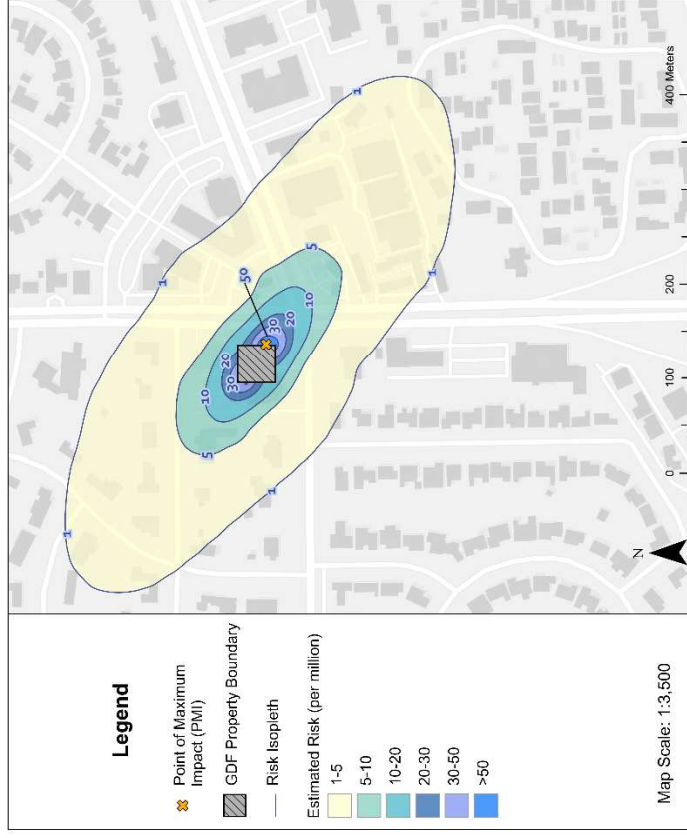 Legend
Point of Maximum
Impact (PMI)
GDF Property Boundary
Risk Isopleth
Estimated Risk (per million)
1-5
5-10
10-20
20-30
30-50
>50
Map Scale: 1:3,500
1
1
1
1
1
5
5
10
10
20
20
30
30
50
N
0
100
200
400 Meters